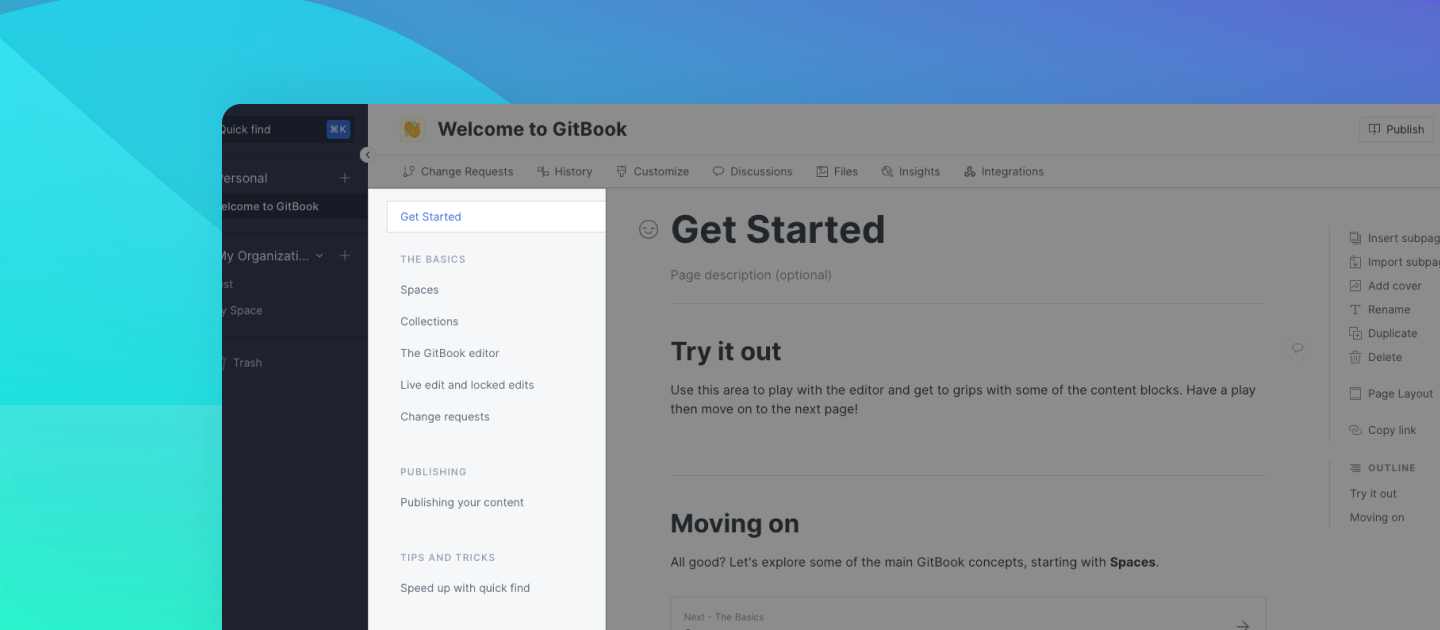 Quick find
⌘K
Personal
Welcome to GitBook
My Organizati...
Trash
Welcome to GitBook
Publish
Change Requests
History
Customize
Discussions
Files
Insights
Integrations
Get Started
THE BASICS
Spaces
Collections
The GitBook editor
Live edit and locked edits
Change requests
PUBLISHING
Publishing your content
TIPS AND TRICKS
Speed up with quick find
Get Started
Page description (optional)
Try it out
Use this area to play with the editor and get to grips with some of the content blocks. Have a play
then move on to the next page!
Moving on
All good? Let's explore some of the main GitBook concepts, starting with Spaces.
Next - The Basics
Insert subpag
Import subpag
Add cover
Rename
Duplicate
Delete
Page Layout
Copy link
OUTLINE
Try it out
Moving on